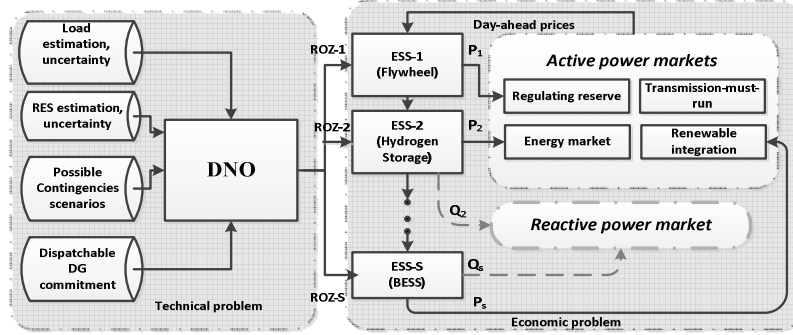 Load
estimation,
uncertainty
RES estimation,
uncertainty
Possible
Contingencies
scenarios
Dispatchable
DG
commitment
DNO
Technical problem
ROZ-1
ROZ-2
ROZ-S
Day-ahead prices
ESS-1
(Flywheel)
ESS-2
(Hydrogen
Storage)
ESS-S
(BESS)
P1
P2
Q2
Qs
Ps
Active power markets
Regulating reserve
Transmission-must-
run
Energy market
Renewable
integration
Reactive power market
Economic problem